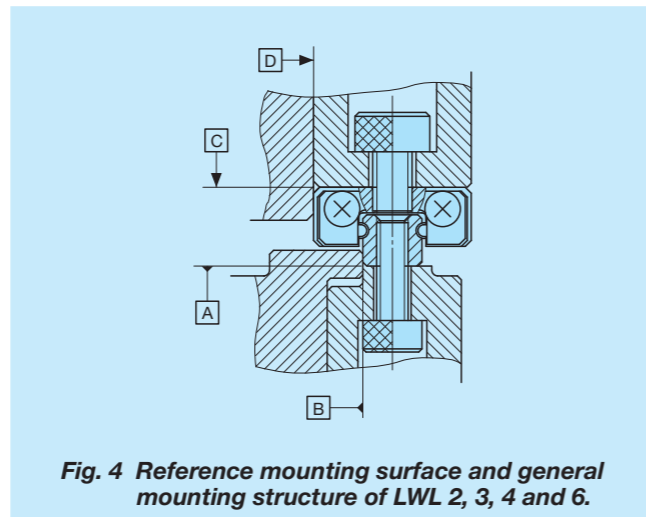 D
C
A
B
Fig. 4 Reference mounting surface and general
mounting structure of LWL 2, 3, 4 and 6.